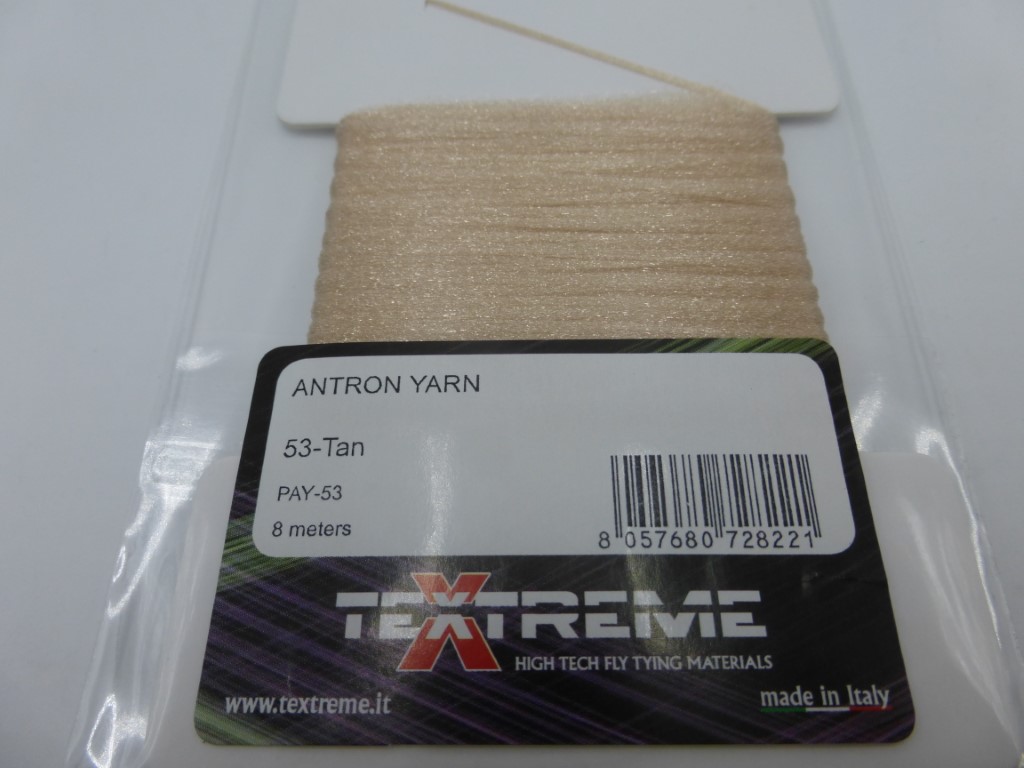 ANTRON YARN
53-Tan
PAY-53
8 meters
8 057680 728221
TEXTREME
HIGH TECH FLY TYING MATERIALS
www.textreme.it
made in Italy